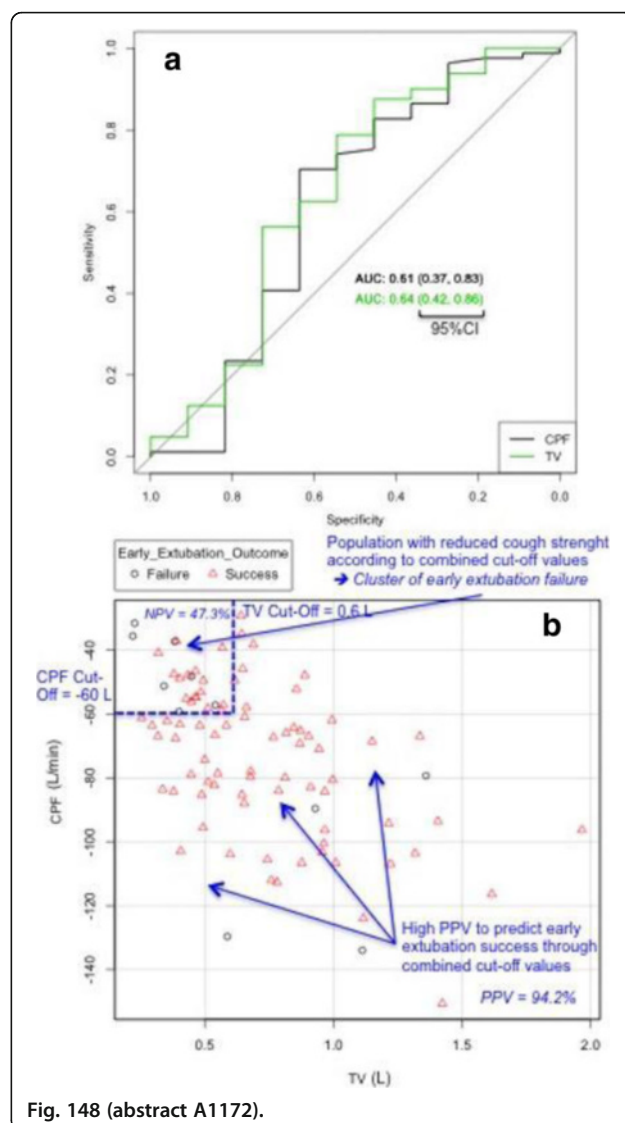 a
1.0
0.8
0.6
0.4
0.2
0.0
Sensitivity
AUC: 0.61 (0.37, 0.83)
AUC: 0.64 (0.42, 0.86)
95%CI
CPF
TV
1.0 0.8 0.6 0.4 0.2 0.0
Specificity
Population with reduced cough strenght
according to combined cut-off values
→ Cluster of early extubation failure
Early_Extubation_Outcome
○ Failure △ Success
NPV = 47.3%
TV Cut-Off = 0.6 L
b
CPF Cut-
Off = -60 L
-40
-60
-80
-100
-120
-140
CPF (L/min)
High PPV to predict early
extubation success through
combined cut-off values
PPV = 94.2%
0.5 1.0 1.5 2.0
TV (L)
Fig. 148 (abstract A1172).